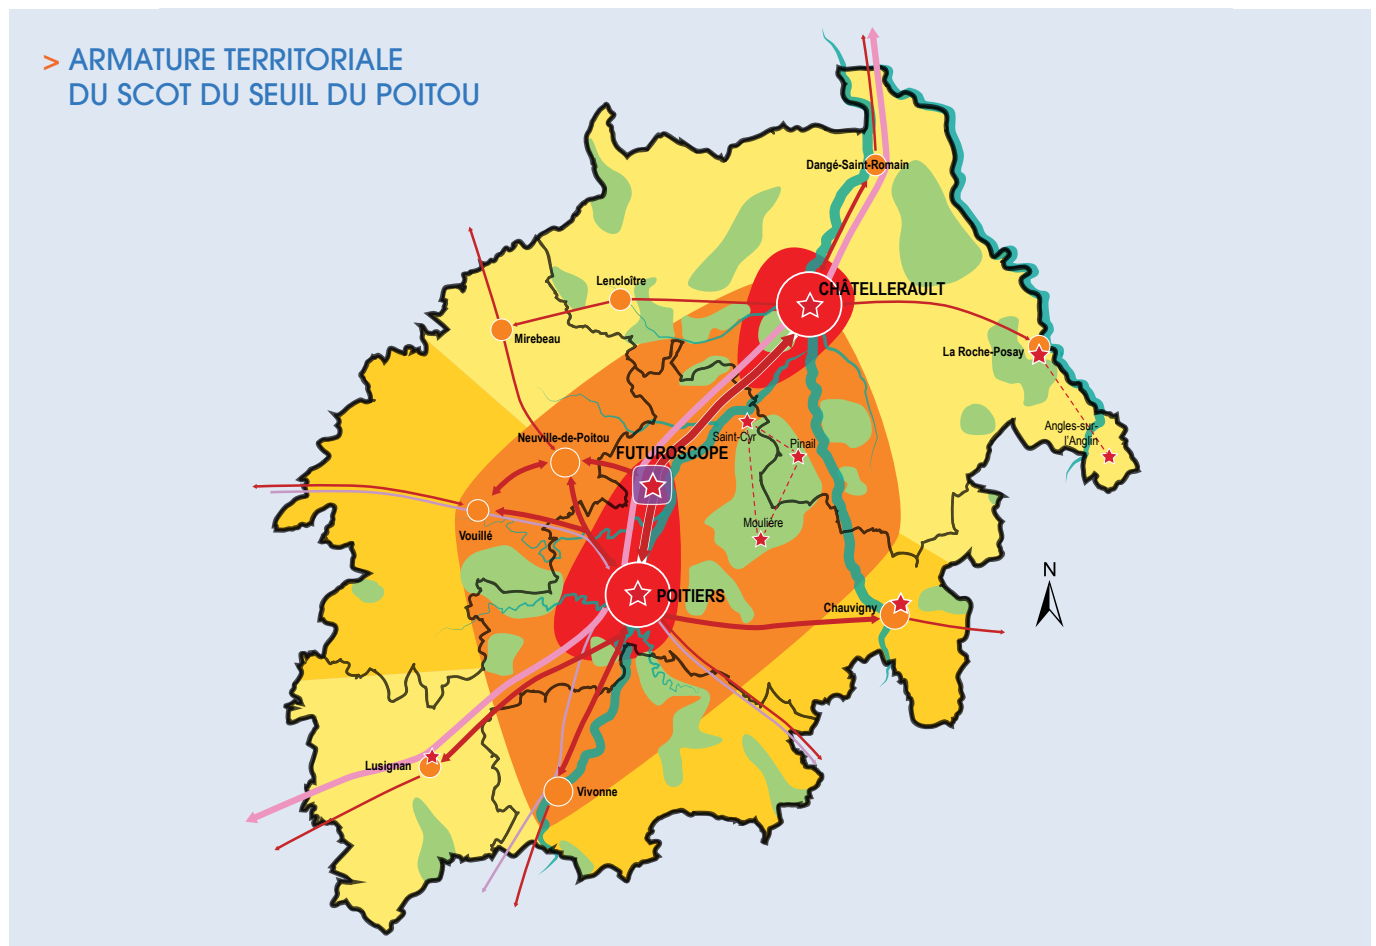 > ARMATURE TERRITORIALE
DU SCOT DU SEUIL DU POITOU
Dangé-Saint-Romain
Lencloître
CHÂTELLERAULT
Mirebeau
La Roche-Posay
Neuville-de-Poitou
Saint-Cyr
Pinail
Angles-sur-
l'Anglin
FUTUROSCOPE
Vouillé
Moulière
N
POITIERS
Chauvigny
Lusignan
Vivonne